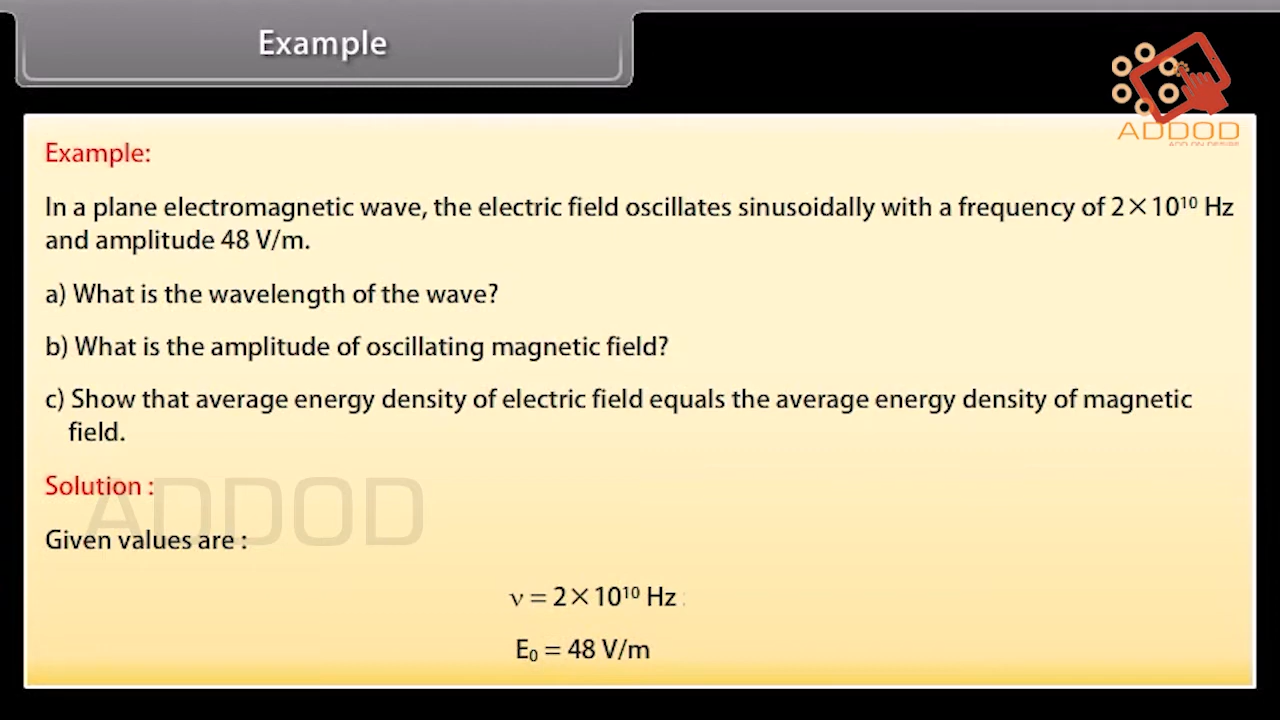 Example
ADDOD
ADD ON DESIRE
Example:
In a plane electromagnetic wave, the electric field oscillates sinusoidally with a frequency of 2×10¹⁰ Hz
and amplitude 48 V/m.
a) What is the wavelength of the wave?
b) What is the amplitude of oscillating magnetic field?
c) Show that average energy density of electric field equals the average energy density of magnetic
field.
Solution :
ADDOD
Given values are :
ν = 2×10¹⁰ Hz
E₀ = 48 V/m